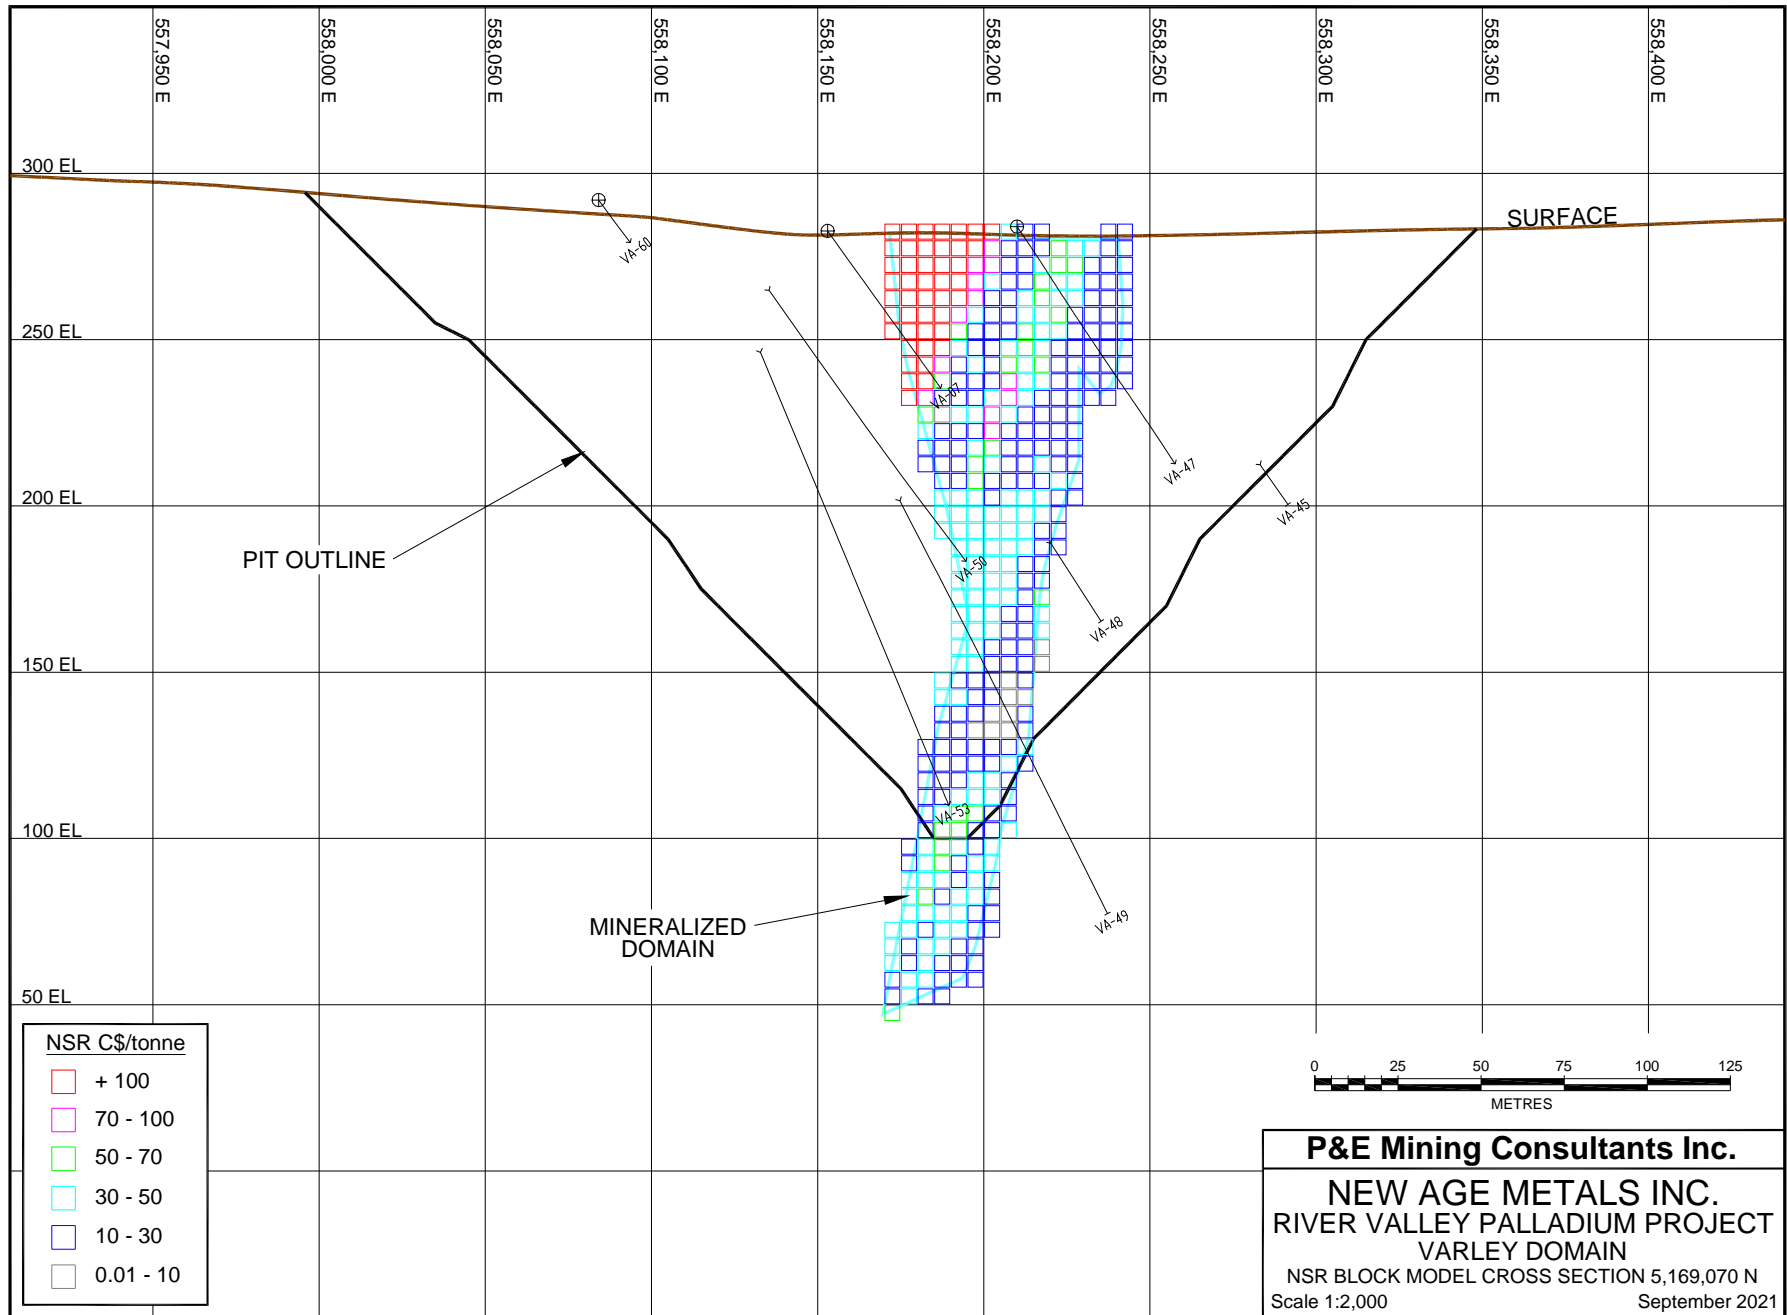 557,950 E
558,000 E
558,050 E
558,100 E
558,150 E
558,200 E
558,250 E
558,300 E
558,350 E
558,400 E
300 EL
SURFACE
VA-60
250 EL
VA-07
VA-47
200 EL
VA-45
PIT OUTLINE
VA-50
VA-48
150 EL
VA-53
100 EL
VA-49
MINERALIZED
DOMAIN
50 EL
NSR C$/tonne
+ 100
70 - 100
50 - 70
30 - 50
10 - 30
0.01 - 10
0 25 50 75 100 125
METRES
P&E Mining Consultants Inc.
NEW AGE METALS INC.
RIVER VALLEY PALLADIUM PROJECT
VARLEY DOMAIN
NSR BLOCK MODEL CROSS SECTION 5,169,070 N
Scale 1:2,000 September 2021